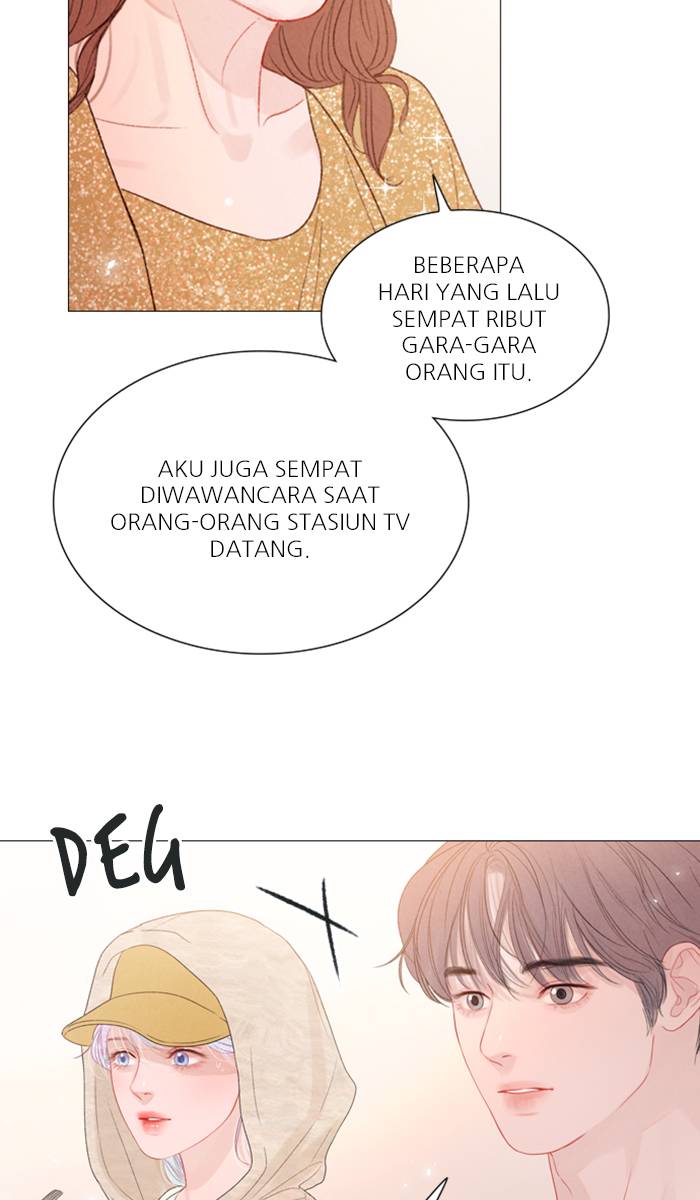 BEBERAPA
HARI YANG LALU
SEMPAT RIBUT
GARA-GARA
ORANG ITU.
AKU JUGA SEMPAT
DIWAWANCARA SAAT
ORANG-ORANG STASIUN TV
DATANG.
DEG